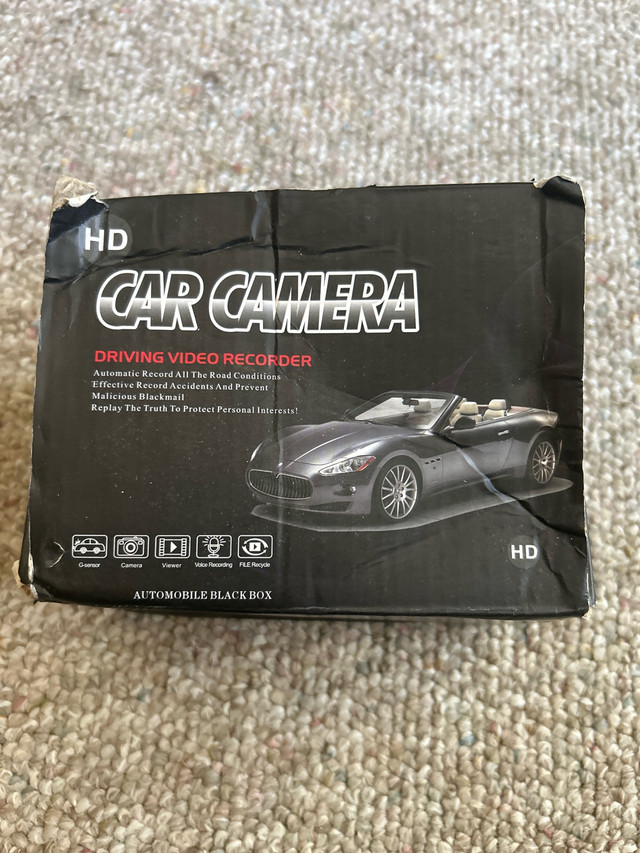 HD
CAR CAMERA
DRIVING VIDEO RECORDER
Automatic Record All The Road Conditions
Effective Record Accidents And Prevent
Malicious Blackmail
Replay The Truth To Protect Personal Interests!
HD
G-sensor Camera Viewer Voice Recording FILE Recycle
AUTOMOBILE BLACK BOX